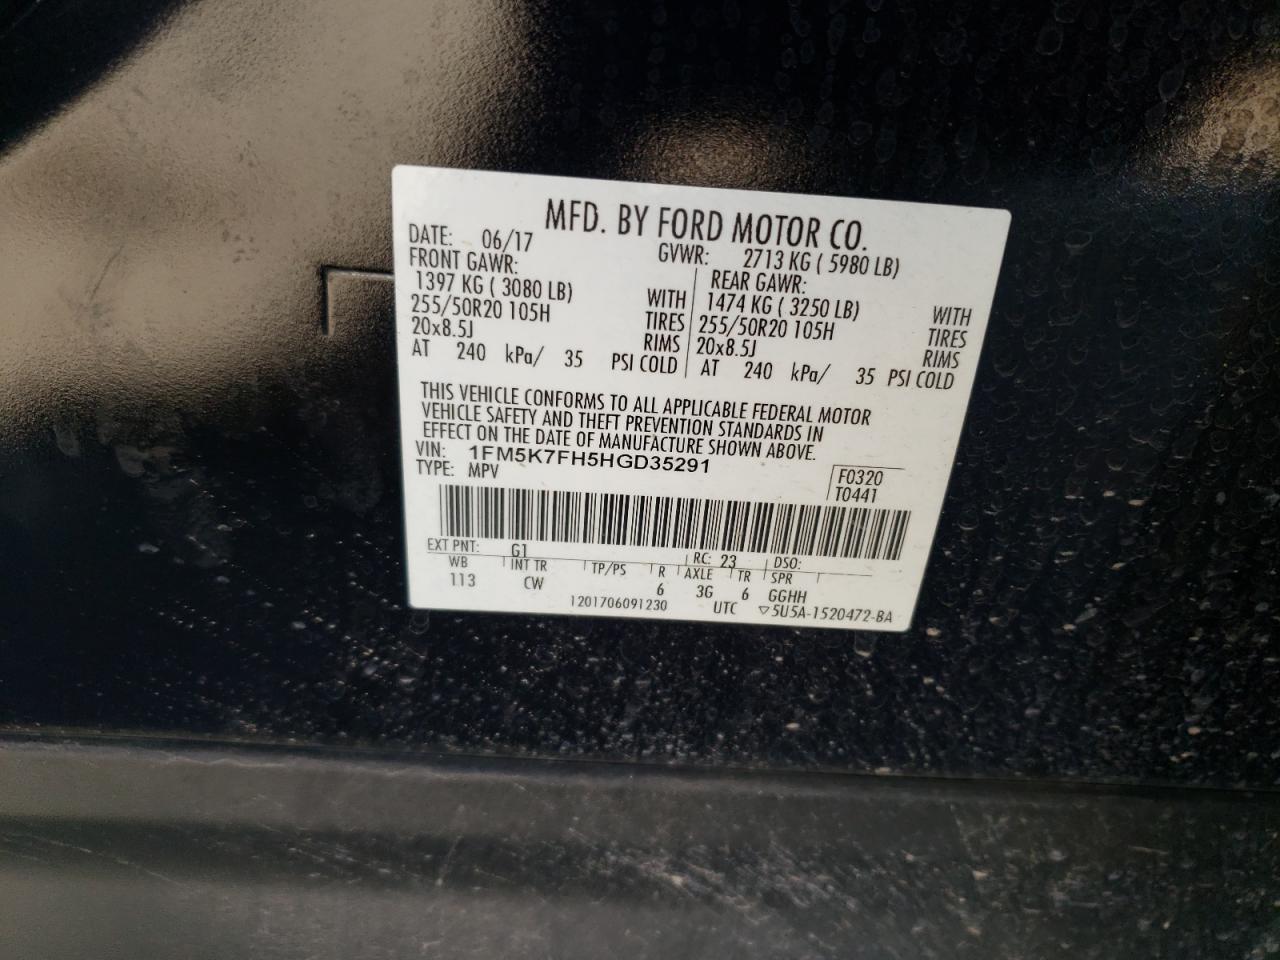 MFD. BY FORD MOTOR CO.
DATE: 06/17 GVWR: 2713 KG ( 5980 LB)
FRONT GAWR: REAR GAWR:
1397 KG ( 3080 LB) WITH 1474 KG ( 3250 LB) WITH
255/50R20 105H TIRES 255/50R20 105H TIRES
20x8.5J RIMS 20x8.5J RIMS
AT 240 kPa/ 35 PSI COLD AT 240 kPa/ 35 PSI COLD
THIS VEHICLE CONFORMS TO ALL APPLICABLE FEDERAL MOTOR
VEHICLE SAFETY AND THEFT PREVENTION STANDARDS IN
EFFECT ON THE DATE OF MANUFACTURE SHOWN ABOVE.
VIN: 1FM5K7FH5HGD35291
TYPE: MPV F0320
T0441
EXT PNT: G1 RC: 23 DSO:
WB INT TR TP/PS R AXLE TR SPR
113 CW 6 3G 6 GGHH
1201706091230 UTC ▽5U5A-1520472-BA